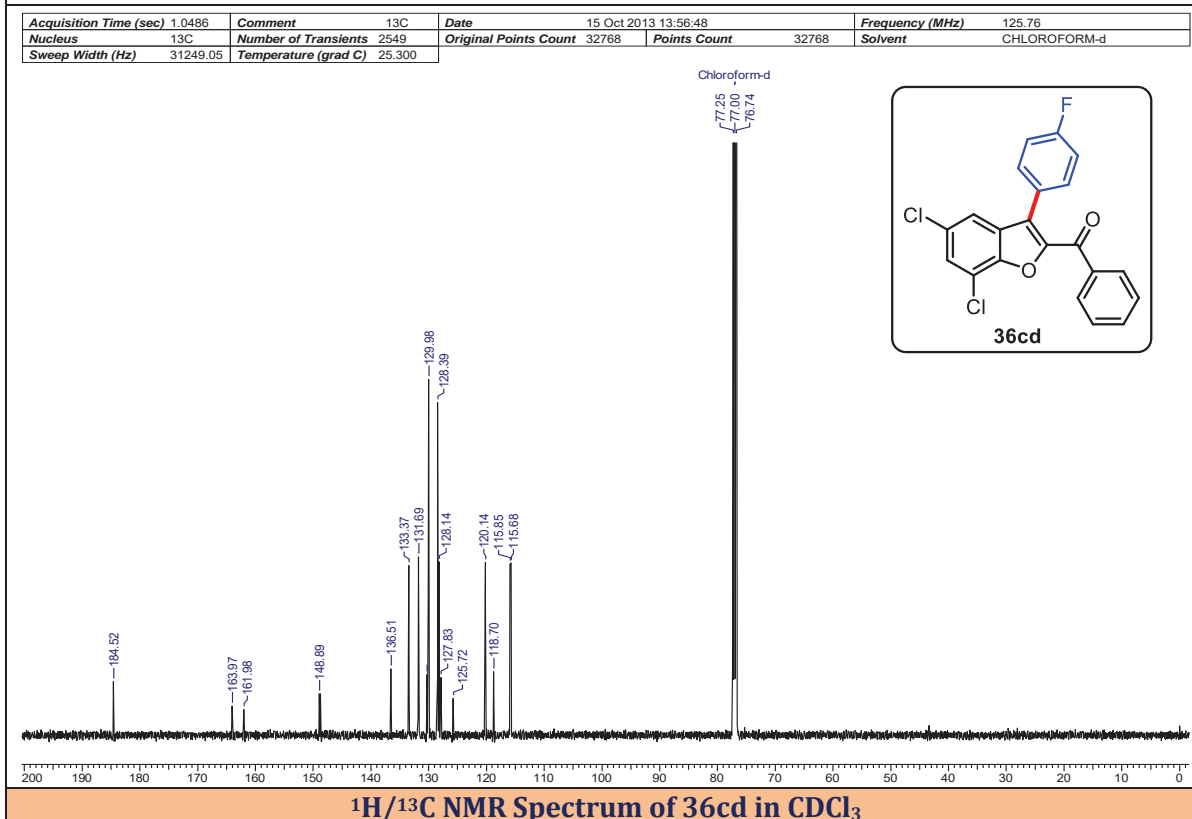 Acquisition Time (sec) 1.0486 Comment 13C Date 15 Oct 2013 13:56:48 Frequency (MHz) 125.76
Nucleus 13C Number of Transients 2549 Original Points Count 32768 Points Count 32768 Solvent CHLOROFORM-d
Sweep Width (Hz) 31249.05 Temperature (grad C) 25.300
Chloroform-d
77.25
77.00
76.74
F
Cl
O
O
Cl
36cd
129.98
128.39
133.37
131.69
128.14
120.14
115.85
115.68
184.52
163.97
161.98
148.89
136.51
127.83
125.72
118.70
200 190 180 170 160 150 140 130 120 110 100 90 80 70 60 50 40 30 20 10 0
¹H/¹³C NMR Spectrum of 36cd in CDCl₃